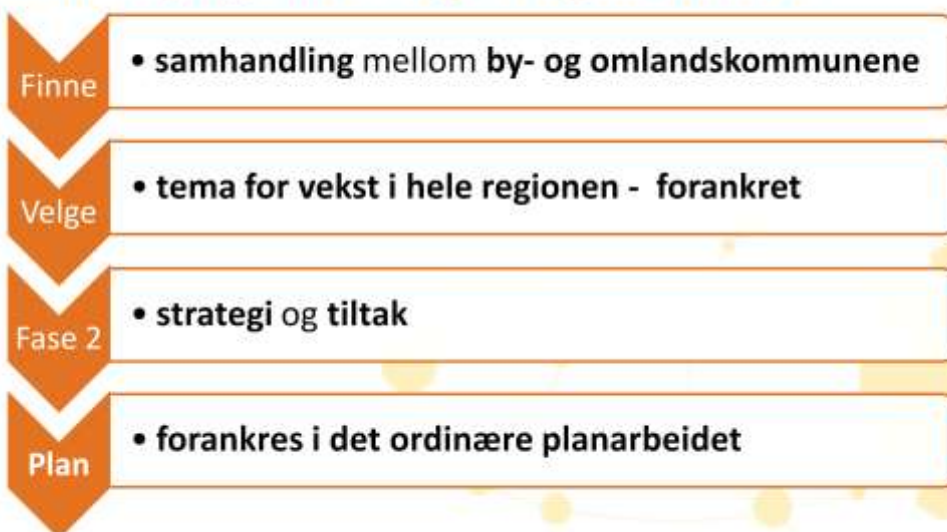 Finne
• samhandling mellom by- og omlandskommunene
Velge
• tema for vekst i hele regionen - forankret
Fase 2
• strategi og tiltak
Plan
• forankres i det ordinære planarbeidet